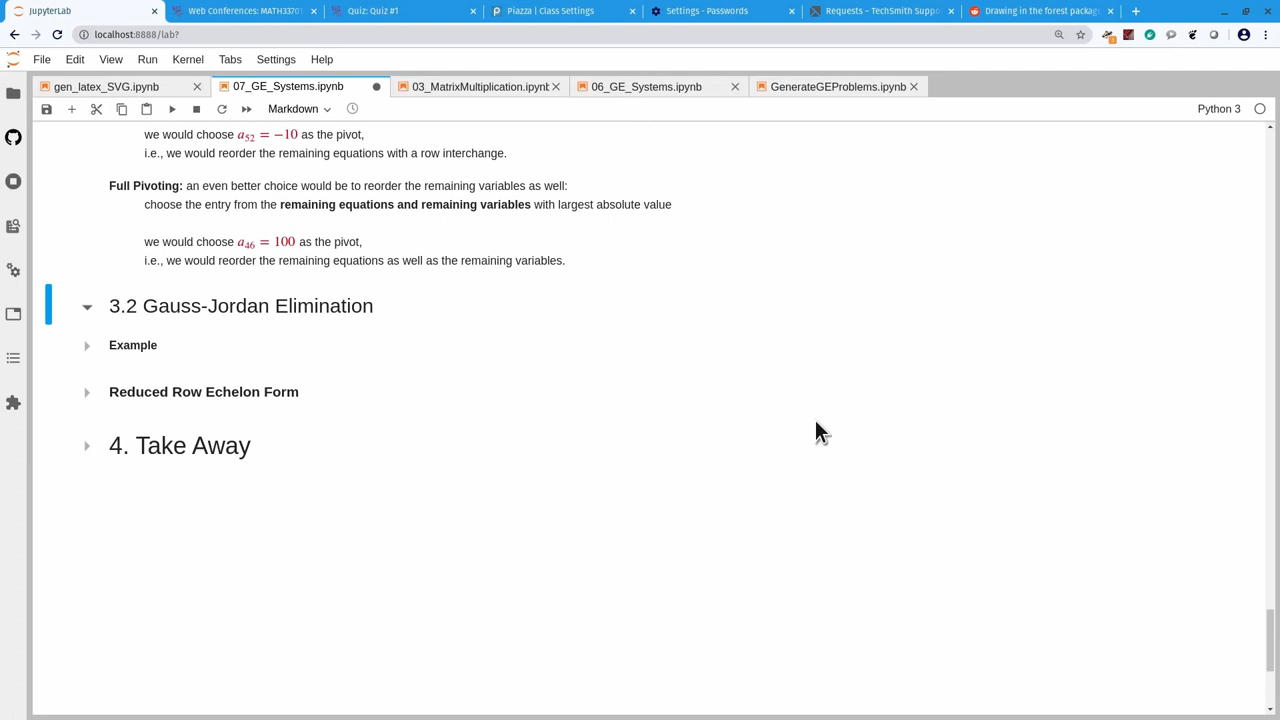 JupyterLab
Web Conferences: MATH3370
Quiz: Quiz #1
Piazza | Class Settings
Settings - Passwords
Requests – TechSmith Suppo
Drawing in the forest packag
localhost:8888/lab?
File Edit View Run Kernel Tabs Settings Help
gen_latex_SVG.ipynb
07_GE_Systems.ipynb
03_MatrixMultiplication.ipynb
06_GE_Systems.ipynb
GenerateGEProblems.ipynb
Markdown
Python 3
we would choose a₅₂ = −10 as the pivot,
i.e., we would reorder the remaining equations with a row interchange.
Full Pivoting: an even better choice would be to reorder the remaining variables as well:
choose the entry from the remaining equations and remaining variables with largest absolute value
we would choose a₄₆ = 100 as the pivot,
i.e., we would reorder the remaining equations as well as the remaining variables.
3.2 Gauss-Jordan Elimination
Example
Reduced Row Echelon Form
4. Take Away